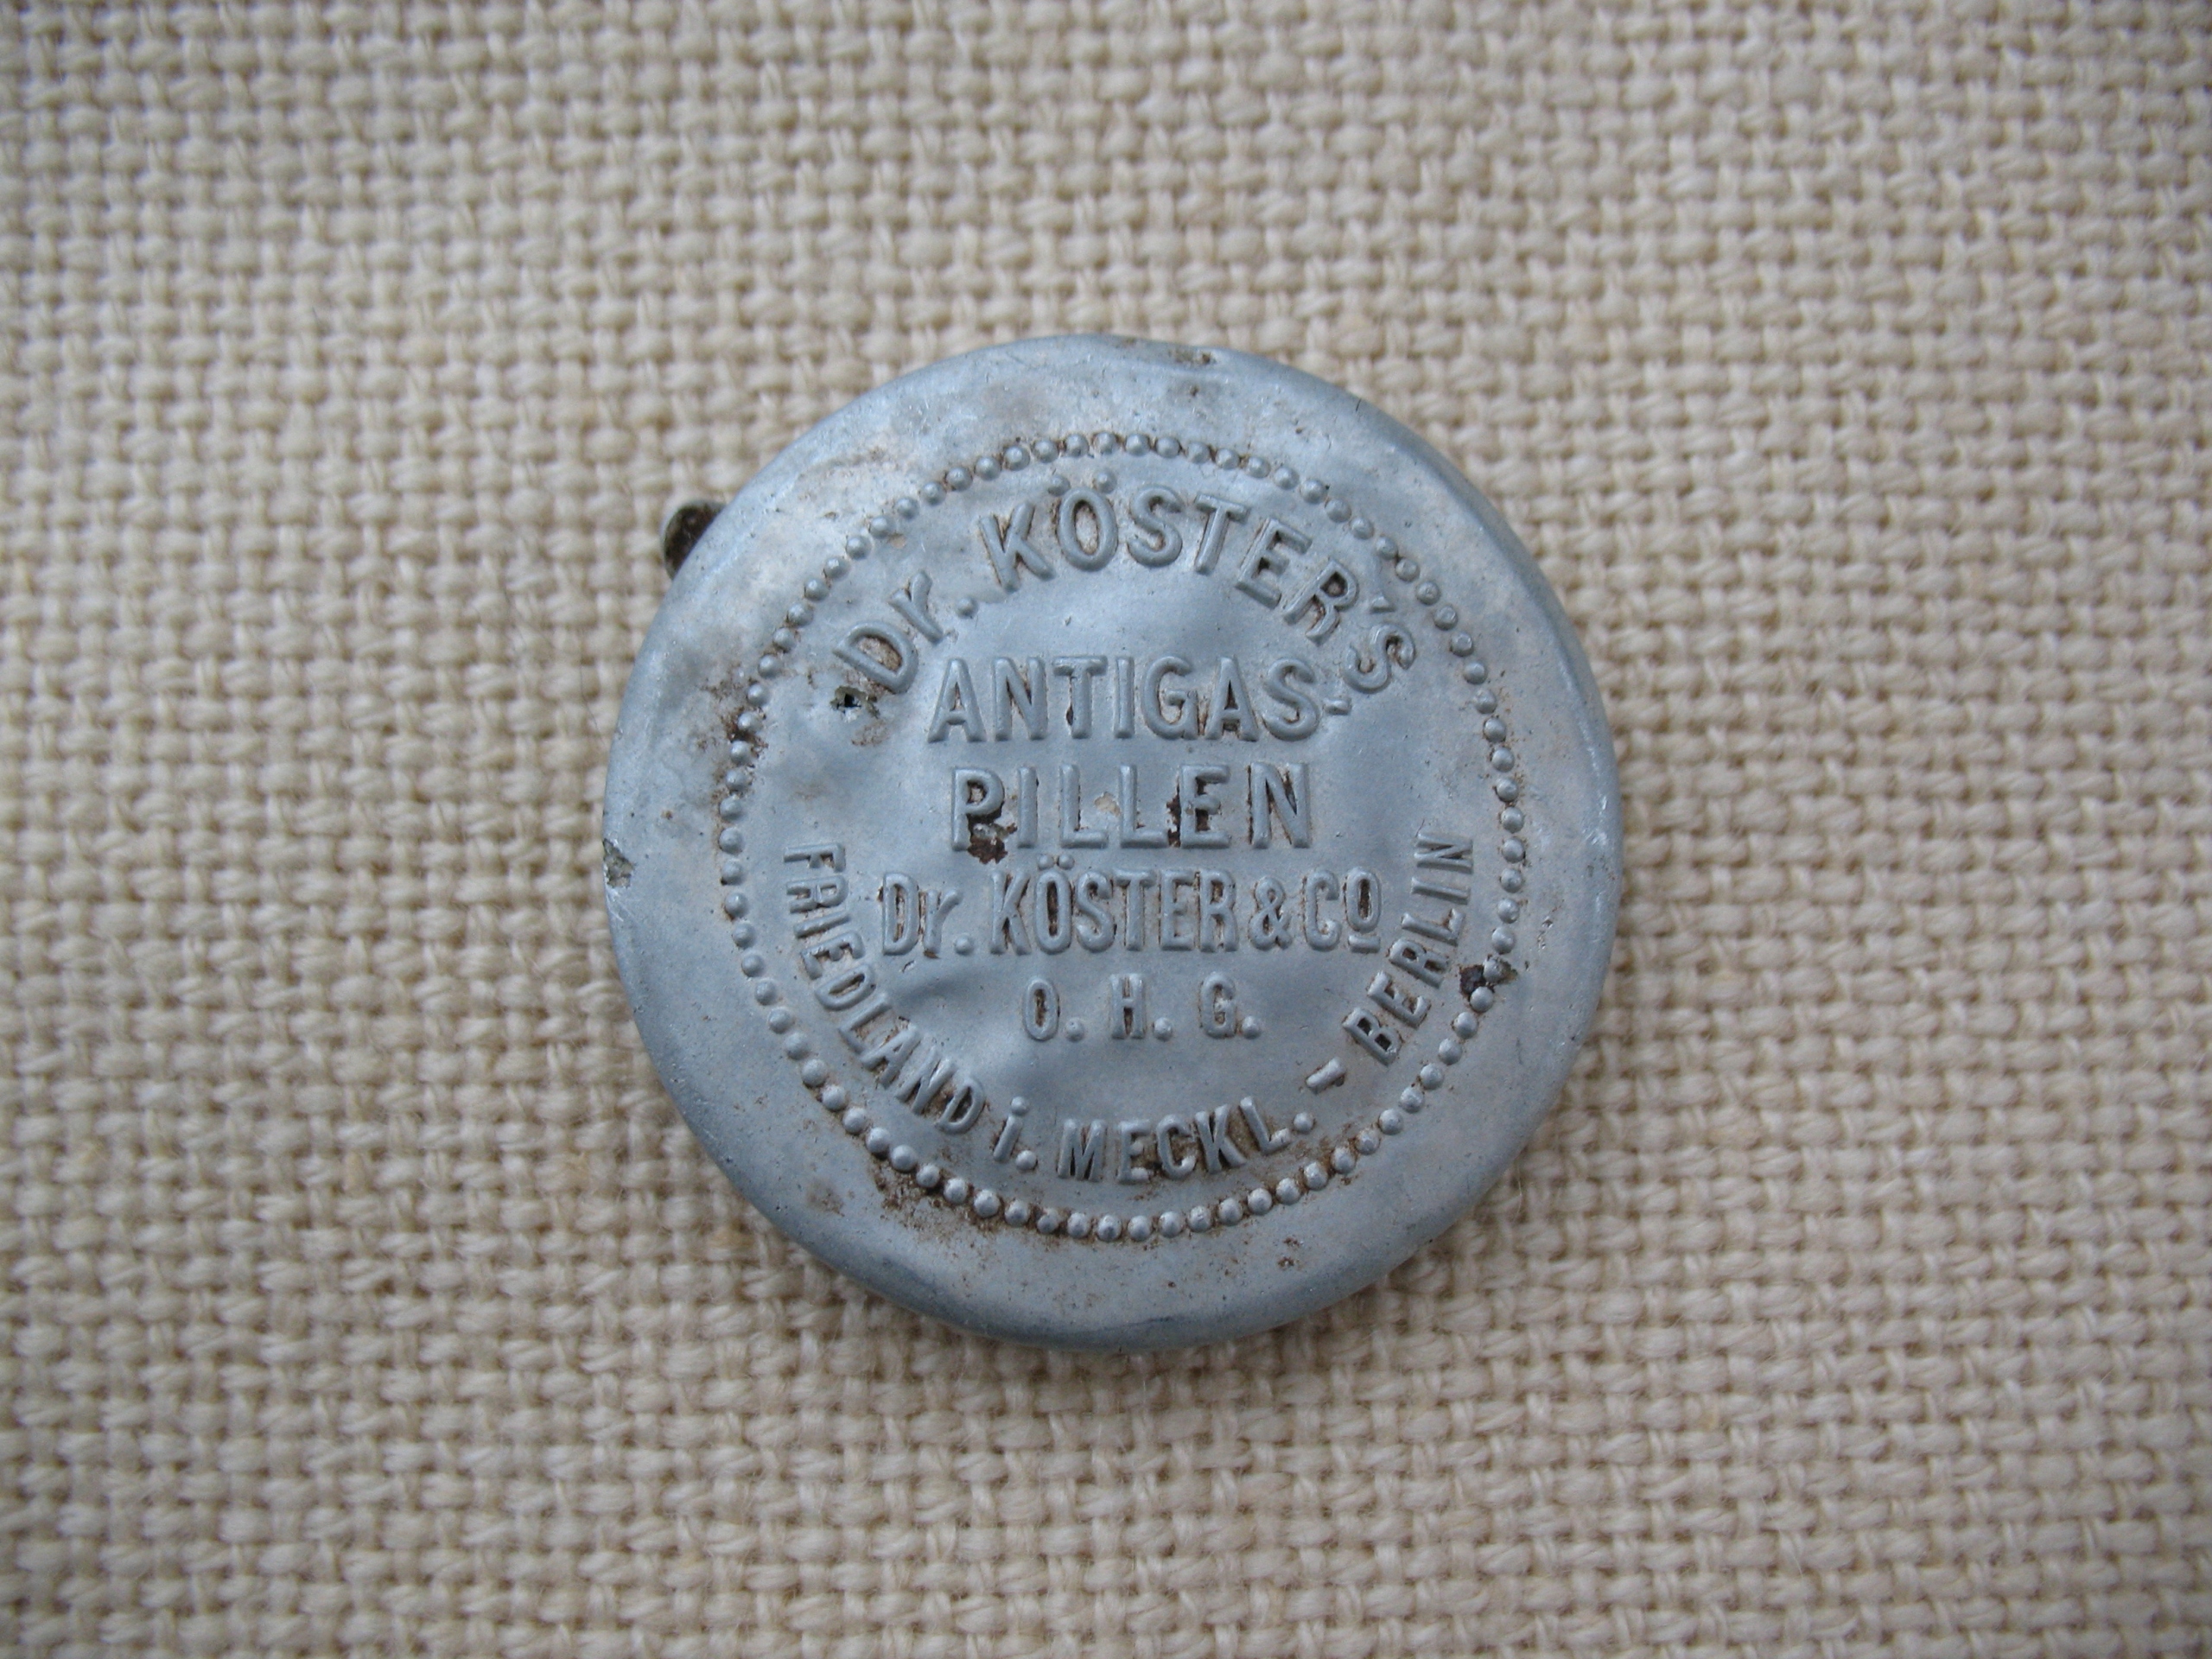 Dr. KÖSTER'S
ANTIGAS,
PILLEN
Dr. KÖSTER & Co
O. H. G.
FRIEDLAND i. MECKL. - BERLIN